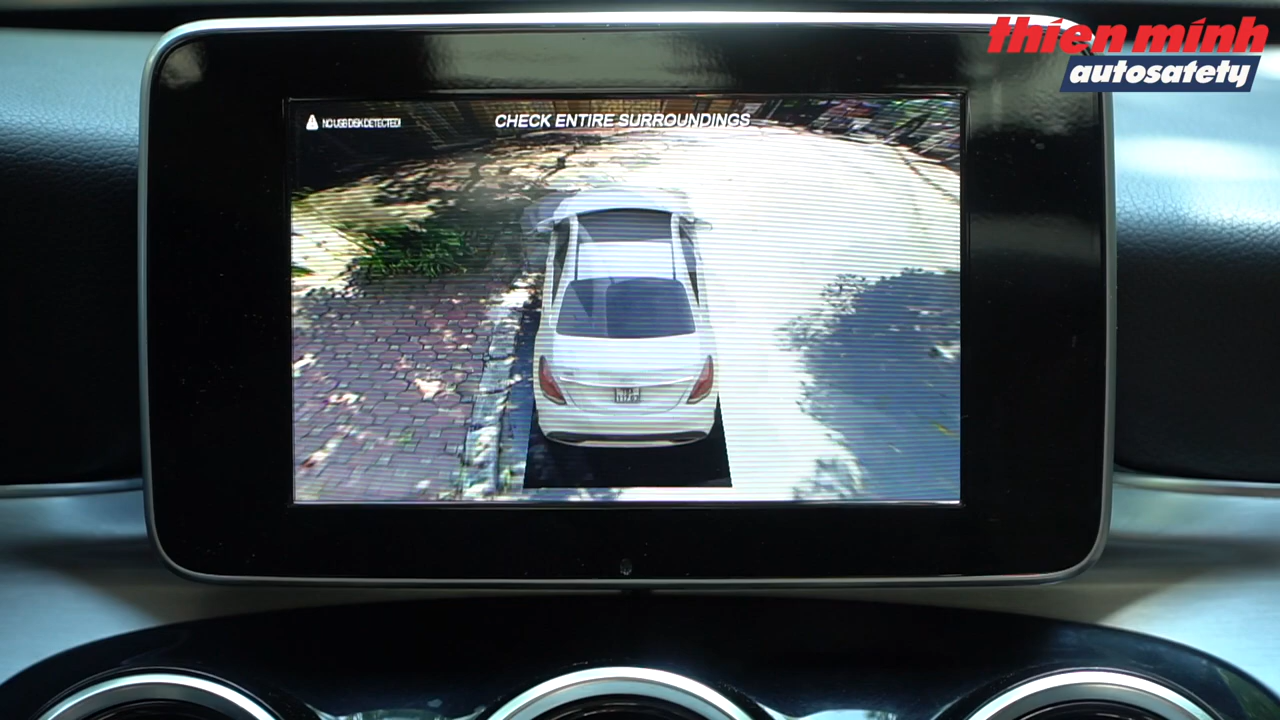 thien minh
autosafety
NO USB DISK DETECTED!
CHECK ENTIRE SURROUNDINGS